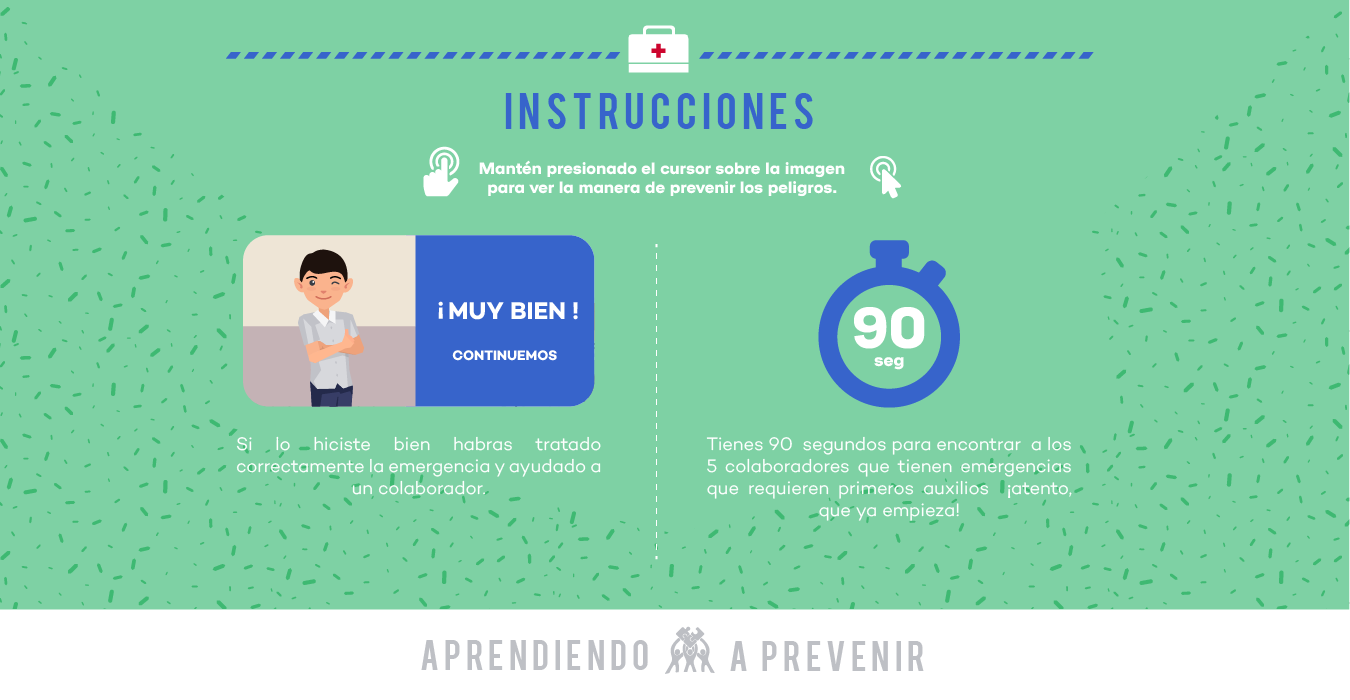 INSTRUCCIONES
Mantén presionado el cursor sobre la imagen
para ver la manera de prevenir los peligros.
¡MUY BIEN !
CONTINUEMOS
Si lo hiciste bien habras tratado
correctamente la emergencia y ayudado a
un colaborador.
90
seg
Tienes 90 segundos para encontrar a los
5 colaboradores que tienen emergencias
que requieren primeros auxilios ¡atento,
que ya empieza!
APRENDIENDO A PREVENIR